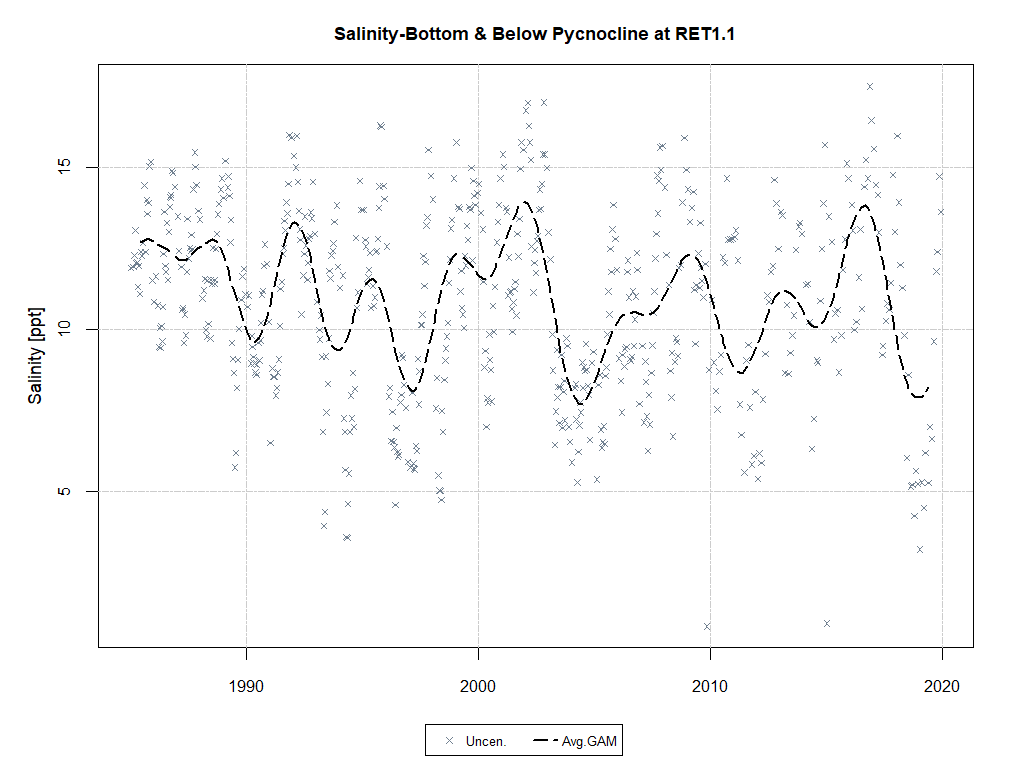 Salinity-Bottom & Below Pycnocline at RET1.1
15
10
5
Salinity [ppt]
1990 2000 2010 2020
Uncen. Avg.GAM